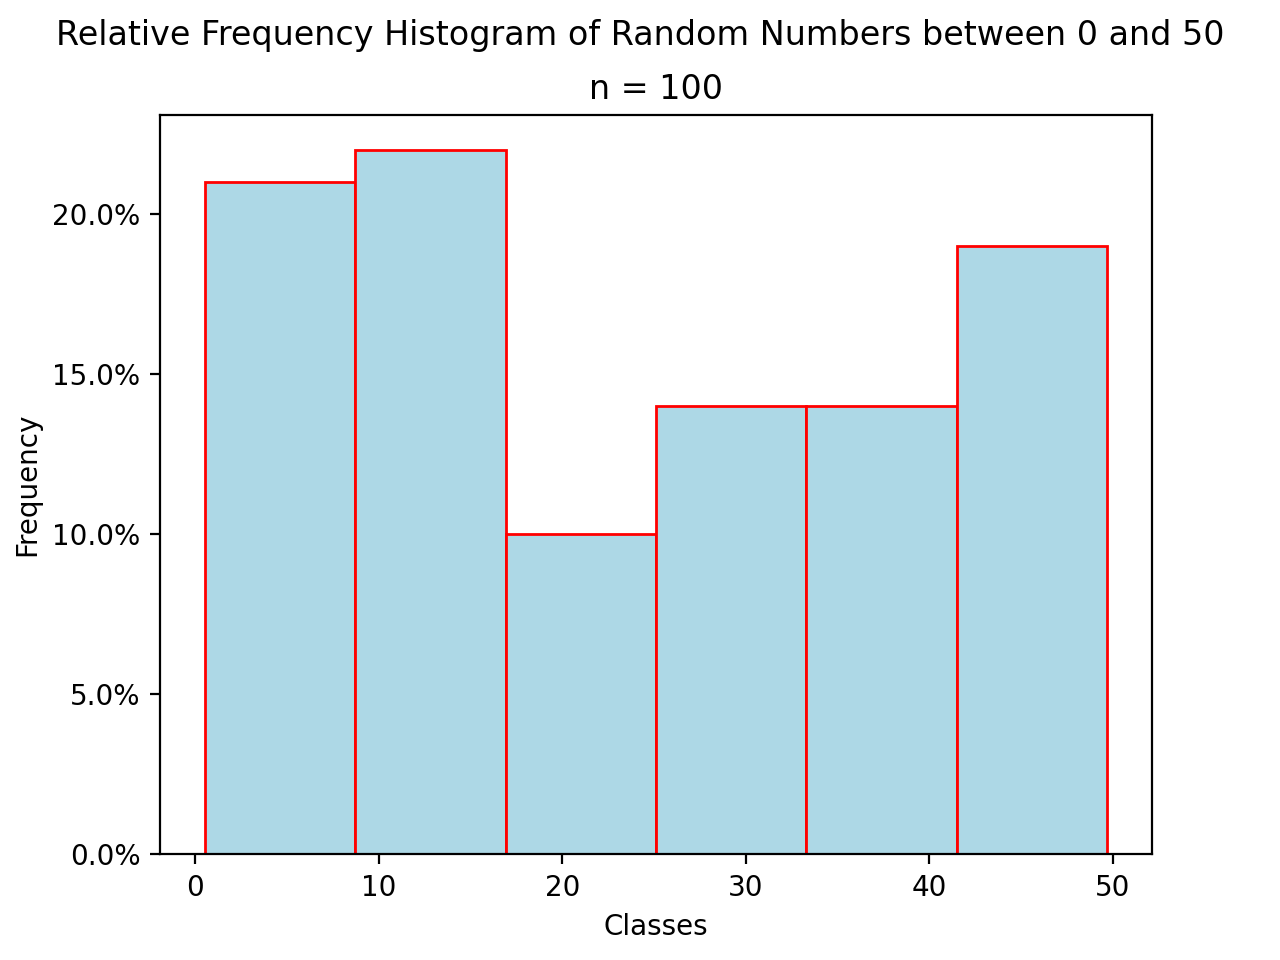 Relative Frequency Histogram of Random Numbers between 0 and 50
n = 100
20.0%
15.0%
10.0%
5.0%
0.0%
Frequency
0 10 20 30 40 50
Classes